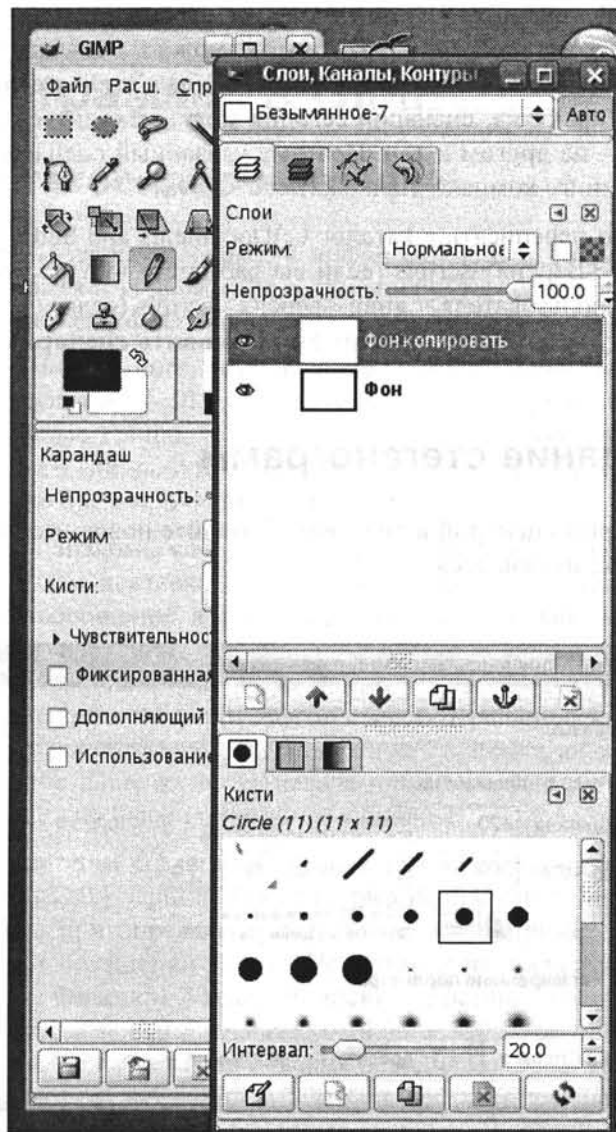 GIMP
Файл Расш. Спр
Карандаш
Непрозрачность:
Режим:
Кисти:
Чувствительност
Фиксированная
Дополняющий
Использование
Слои, Каналы, Контуры
Безымянное-7
Авто
Слои
Режим: Нормальное
Непрозрачность: 100.0
Фон копировать
Фон
Кисти
Circle (11) (11 x 11)
Интервал: 20.0